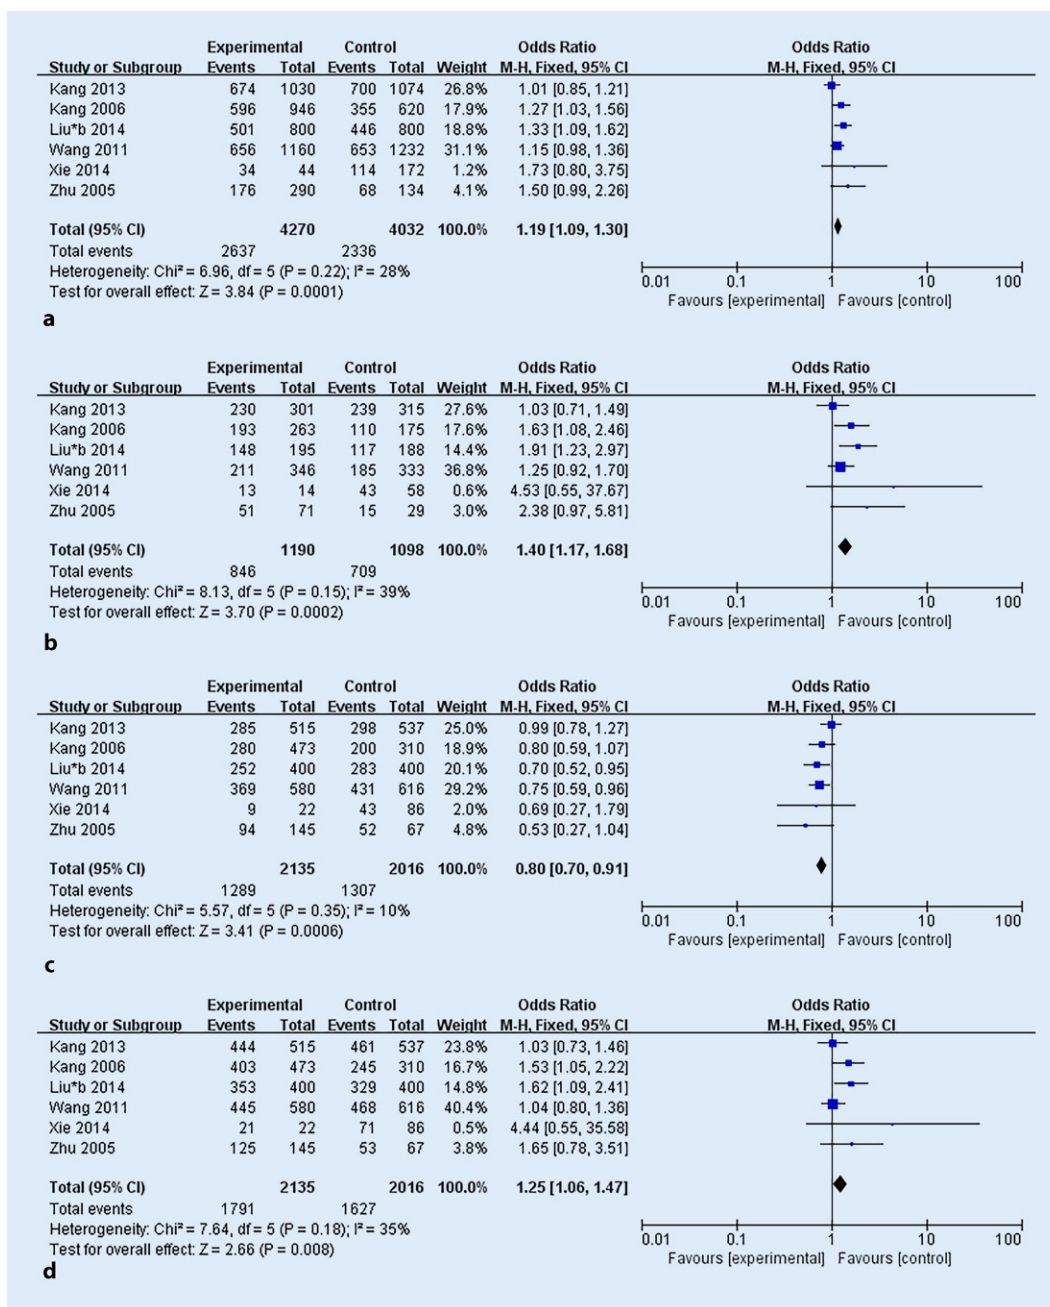 Experimental Control Odds Ratio Odds Ratio
Study or Subgroup Events Total Events Total Weight M-H, Fixed, 95% CI M-H, Fixed, 95% CI
Kang 2013 674 1030 700 1074 26.8% 1.01 [0.85, 1.21]
Kang 2006 596 946 355 620 17.9% 1.27 [1.03, 1.56]
Liu*b 2014 501 800 446 800 18.8% 1.33 [1.09, 1.62]
Wang 2011 656 1160 653 1232 31.1% 1.15 [0.98, 1.36]
Xie 2014 34 44 114 172 1.2% 1.73 [0.80, 3.75]
Zhu 2005 176 290 68 134 4.1% 1.50 [0.99, 2.26]
Total (95% CI) 4270 4032 100.0% 1.19 [1.09, 1.30]
Total events 2637 2336
Heterogeneity: Chi² = 6.96, df = 5 (P = 0.22); I² = 28%
Test for overall effect: Z = 3.84 (P = 0.0001)
0.01 0.1 1 10 100
Favours [experimental] Favours [control]
a
Experimental Control Odds Ratio Odds Ratio
Study or Subgroup Events Total Events Total Weight M-H, Fixed, 95% CI M-H, Fixed, 95% CI
Kang 2013 230 301 239 315 27.6% 1.03 [0.71, 1.49]
Kang 2006 193 263 110 175 17.6% 1.63 [1.08, 2.46]
Liu*b 2014 148 195 117 188 14.4% 1.91 [1.23, 2.97]
Wang 2011 211 346 185 333 36.8% 1.25 [0.92, 1.70]
Xie 2014 13 14 43 58 0.6% 4.53 [0.55, 37.67]
Zhu 2005 51 71 15 29 3.0% 2.38 [0.97, 5.81]
Total (95% CI) 1190 1098 100.0% 1.40 [1.17, 1.68]
Total events 846 709
Heterogeneity: Chi² = 8.13, df = 5 (P = 0.15); I² = 39%
Test for overall effect: Z = 3.70 (P = 0.0002)
0.01 0.1 1 10 100
Favours [experimental] Favours [control]
b
Experimental Control Odds Ratio Odds Ratio
Study or Subgroup Events Total Events Total Weight M-H, Fixed, 95% CI M-H, Fixed, 95% CI
Kang 2013 285 515 298 537 25.0% 0.99 [0.78, 1.27]
Kang 2006 280 473 200 310 18.9% 0.80 [0.59, 1.07]
Liu*b 2014 252 400 283 400 20.1% 0.70 [0.52, 0.95]
Wang 2011 369 580 431 616 29.2% 0.75 [0.59, 0.96]
Xie 2014 9 22 43 86 2.0% 0.69 [0.27, 1.79]
Zhu 2005 94 145 52 67 4.8% 0.53 [0.27, 1.04]
Total (95% CI) 2135 2016 100.0% 0.80 [0.70, 0.91]
Total events 1289 1307
Heterogeneity: Chi² = 5.57, df = 5 (P = 0.35); I² = 10%
Test for overall effect: Z = 3.41 (P = 0.0006)
0.01 0.1 1 10 100
Favours [experimental] Favours [control]
c
Experimental Control Odds Ratio Odds Ratio
Study or Subgroup Events Total Events Total Weight M-H, Fixed, 95% CI M-H, Fixed, 95% CI
Kang 2013 444 515 461 537 23.8% 1.03 [0.73, 1.46]
Kang 2006 403 473 245 310 16.7% 1.53 [1.05, 2.22]
Liu*b 2014 353 400 329 400 14.8% 1.62 [1.09, 2.41]
Wang 2011 445 580 468 616 40.4% 1.04 [0.80, 1.36]
Xie 2014 21 22 71 86 0.5% 4.44 [0.55, 35.58]
Zhu 2005 125 145 53 67 3.8% 1.65 [0.78, 3.51]
Total (95% CI) 2135 2016 100.0% 1.25 [1.06, 1.47]
Total events 1791 1627
Heterogeneity: Chi² = 7.64, df = 5 (P = 0.18); I² = 35%
Test for overall effect: Z = 2.66 (P = 0.008)
0.01 0.1 1 10 100
Favours [experimental] Favours [control]
d